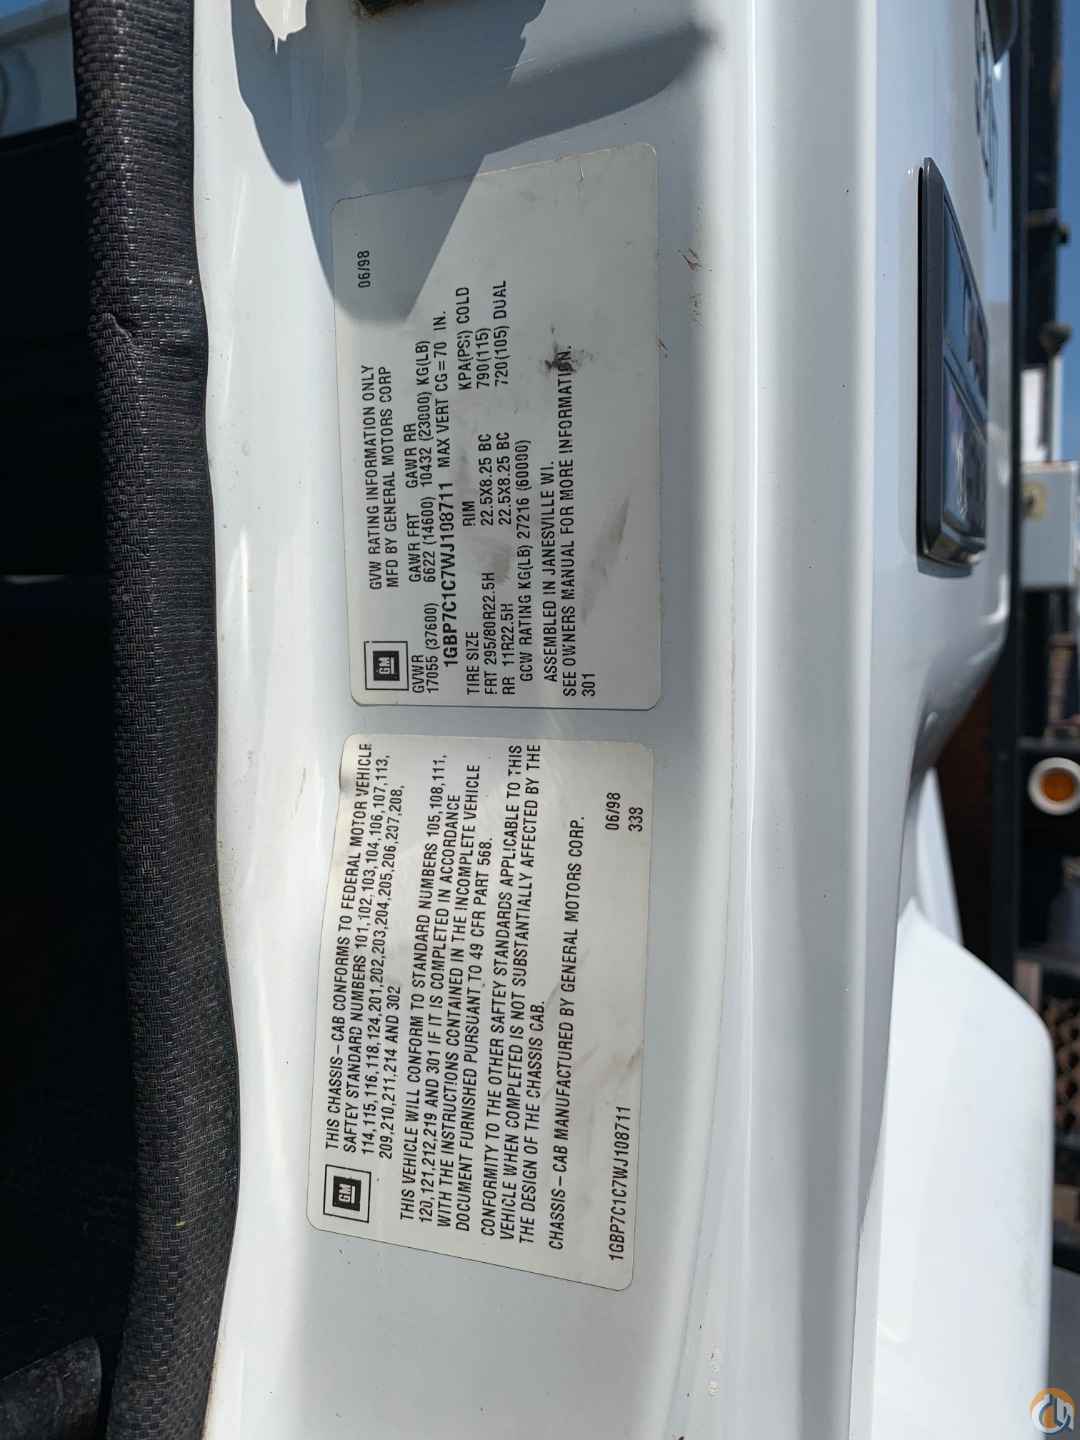 GM
GVW RATING INFORMATION ONLY
MFD BY GENERAL MOTORS CORP
06/98
GVWR GAWR FRT GAWR RR
17055 (37600) 6622 (14600) 10432 (23000) KG(LB)
1GBP7C1C7WJ108711 MAX VERT CG=70 IN.
TIRE SIZE RIM KPA(PSI) COLD
FRT 295/80R22.5H 22.5X8.25 BC 790(115)
RR 11R22.5H 22.5X8.25 BC 720(105) DUAL
GCW RATING KG(LB) 27216 (60000)
ASSEMBLED IN JANESVILLE WI.
SEE OWNERS MANUAL FOR MORE INFORMATION.
301
GM
THIS CHASSIS-CAB CONFORMS TO FEDERAL MOTOR VEHICLE
SAFTEY STANDARD NUMBERS 101,102,103,104,106,107,113,
114,115,116,118,124,201,202,203,204,205,206,207,208,
209,210,211,214 AND 302
THIS VEHICLE WILL CONFORM TO STANDARD NUMBERS 105,108,111,
120,121,212,219 AND 301 IF IT IS COMPLETED IN ACCORDANCE
WITH THE INSTRUCTIONS CONTAINED IN THE INCOMPLETE VEHICLE
DOCUMENT FURNISHED PURSUANT TO 49 CFR PART 568.
CONFORMITY TO THE OTHER SAFTEY STANDARDS APPLICABLE TO THIS
VEHICLE WHEN COMPLETED IS NOT SUBSTANTIALLY AFFECTED BY THE
THE DESIGN OF THE CHASSIS CAB.
CHASSIS-CAB MANUFACTURED BY GENERAL MOTORS CORP.
06/98
1GBP7C1C7WJ108711 338